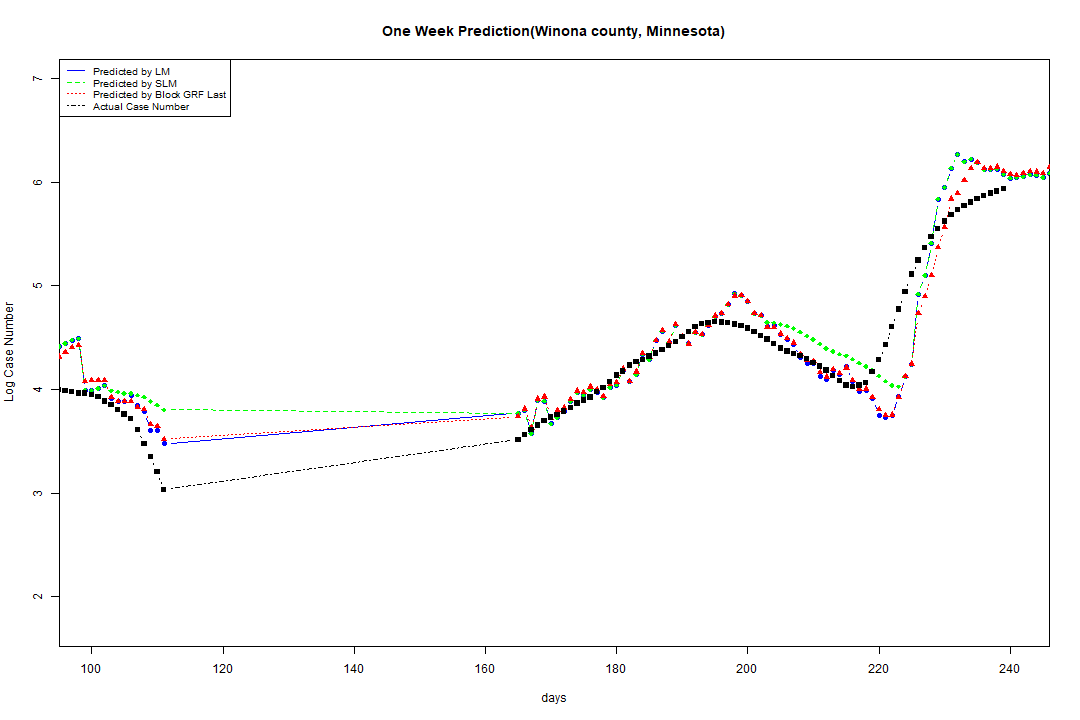 One Week Prediction(Winona county, Minnesota)
Predicted by LM
Predicted by SLM
Predicted by Block GRF Last
Actual Case Number
Log Case Number
7
6
5
4
3
2
100 120 140 160 180 200 220 240
days